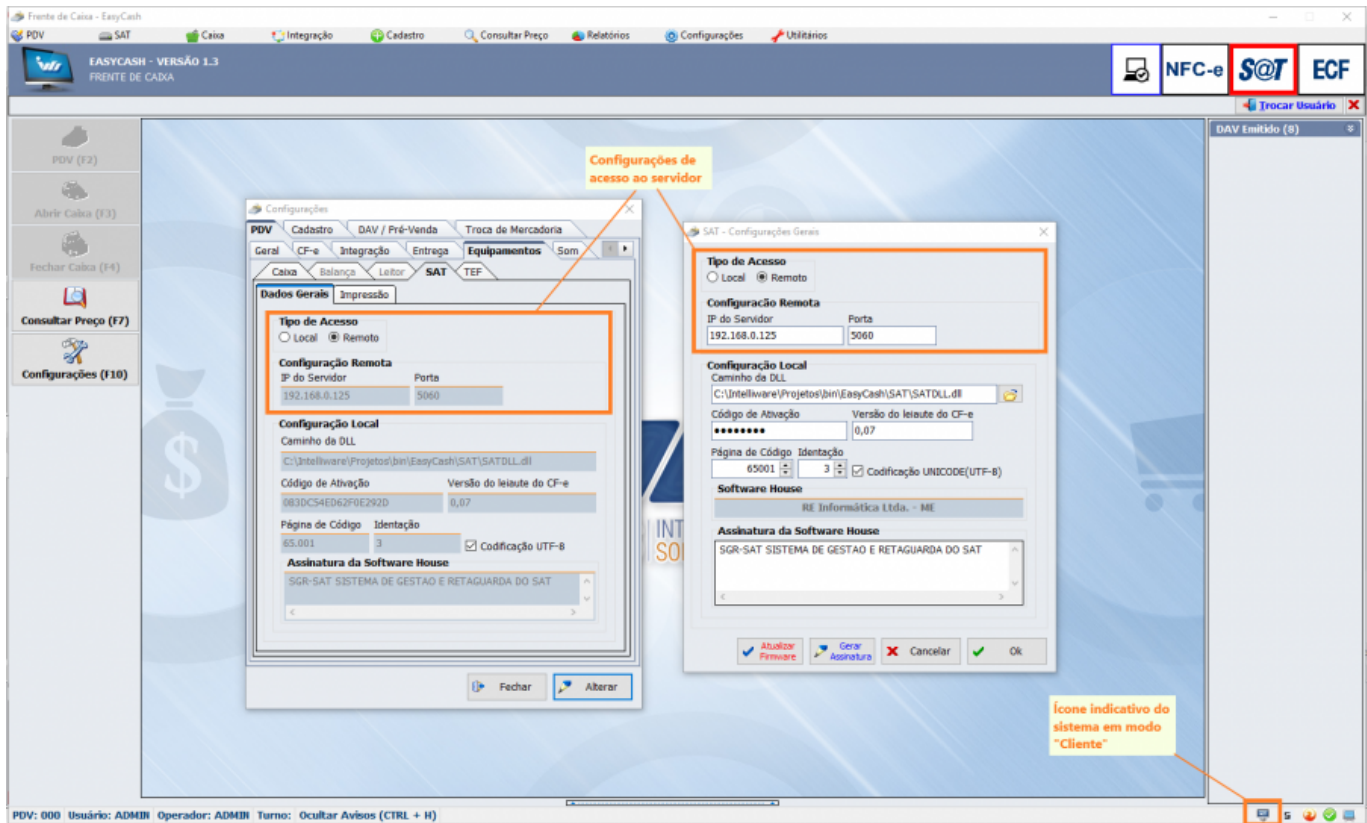 Frente de Caixa - EasyCash
PDV SAT Caixa Integração Cadastro Consultar Preço Relatórios Configurações Utilitários
EASYCASH - VERSÃO 1.3
FRENTE DE CAIXA
NFC-e S@T ECF
Trocar Usuário
DAV Emitido (8)
PDV (F2)
Abrir Caixa (F3)
Fechar Caixa (F4)
Consultar Preço (F7)
Configurações (F10)
Configurações de
acesso ao servidor
Configurações
PDV Cadastro DAV / Pré-Venda Troca de Mercadoria
Geral CF-e Integração Entrega Equipamentos Som
Caixa Balança Leitor SAT TEF
Dados Gerais Impressão
Tipo de Acesso
Local Remoto
Configuração Remota
IP do Servidor Porta
192.168.0.125 5060
Configuração Local
Caminho da DLL
C:\Intelliware\Projetos\bin\EasyCash\SAT\SATDLL.dll
Código de Ativação Versão do leiaute do CF-e
0B3DC54ED62F0E292D 0,07
Página de Código Identação
65.001 3 Codificação UTF-8
Assinatura da Software House
SGR-SAT SISTEMA DE GESTAO E RETAGUARDA DO SAT
Fechar Alterar
INT
SO
SAT - Configurações Gerais
Tipo de Acesso
Local Remoto
Configuracão Remota
IP do Servidor Porta
192.168.0.125 5060
Configuração Local
Caminho da DLL
C:\Intelliware\Projetos\bin\EasyCash\SAT\SATDLL.dll
Código de Ativação Versão do leiaute do CF-e
●●●●●●●● 0,07
Página de Código Identação
65001 3 Codificação UNICODE(UTF-8)
Software House
RE Informática Ltda. - ME
Assinatura da Software House
SGR-SAT SISTEMA DE GESTAO E RETAGUARDA DO SAT
Atualizar
Firmware
Gerar
Assinatura
Cancelar Ok
Ícone indicativo do
sistema em modo
"Cliente"
PDV: 000 Usuário: ADMIN Operador: ADMIN Turno: Ocultar Avisos (CTRL + H)
S